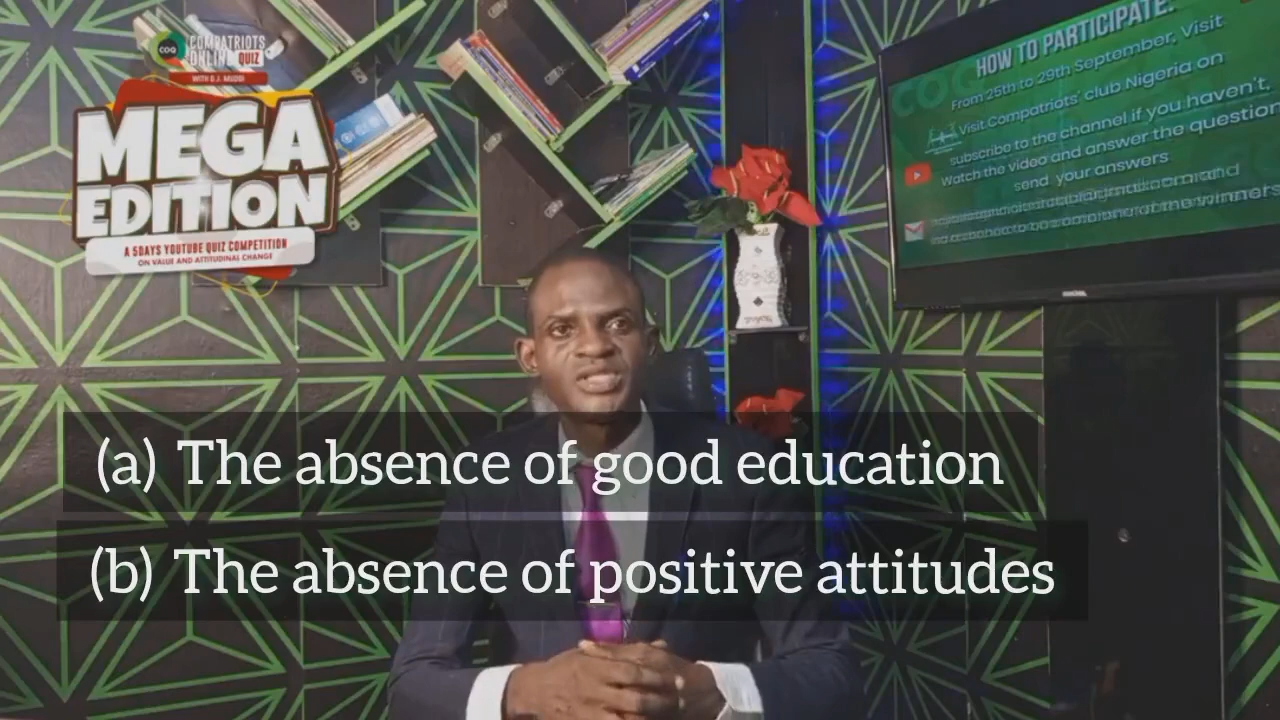 COQ
COMPATRIOTS
ONLINE QUIZ
WITH O.J. MUDDI
MEGA
EDITION
A 5DAYS YOUTUBE QUIZ COMPETITION
ON VALUE AND ATTITUDINAL CHANGE
HOW TO PARTICIPATE:
From 25th to 29th September, Visit
Visit Compatriots' club Nigeria on
subscribe to the channel if you haven't,
Watch the video and answer the question
send your answers
(a) The absence of good education
(b) The absence of positive attitudes